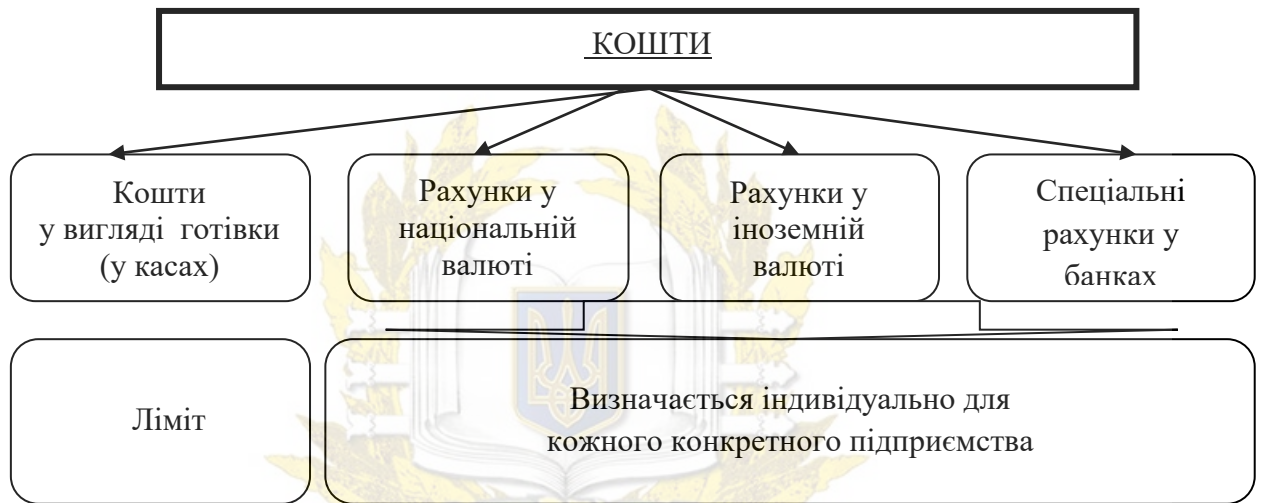 КОШТИ
Кошти
у вигляді готівки
(у касах)
Рахунки у
національній
валюті
Рахунки у
іноземній
валюті
Спеціальні
рахунки у
банках
Ліміт
Визначається індивідуально для
кожного конкретного підприємства